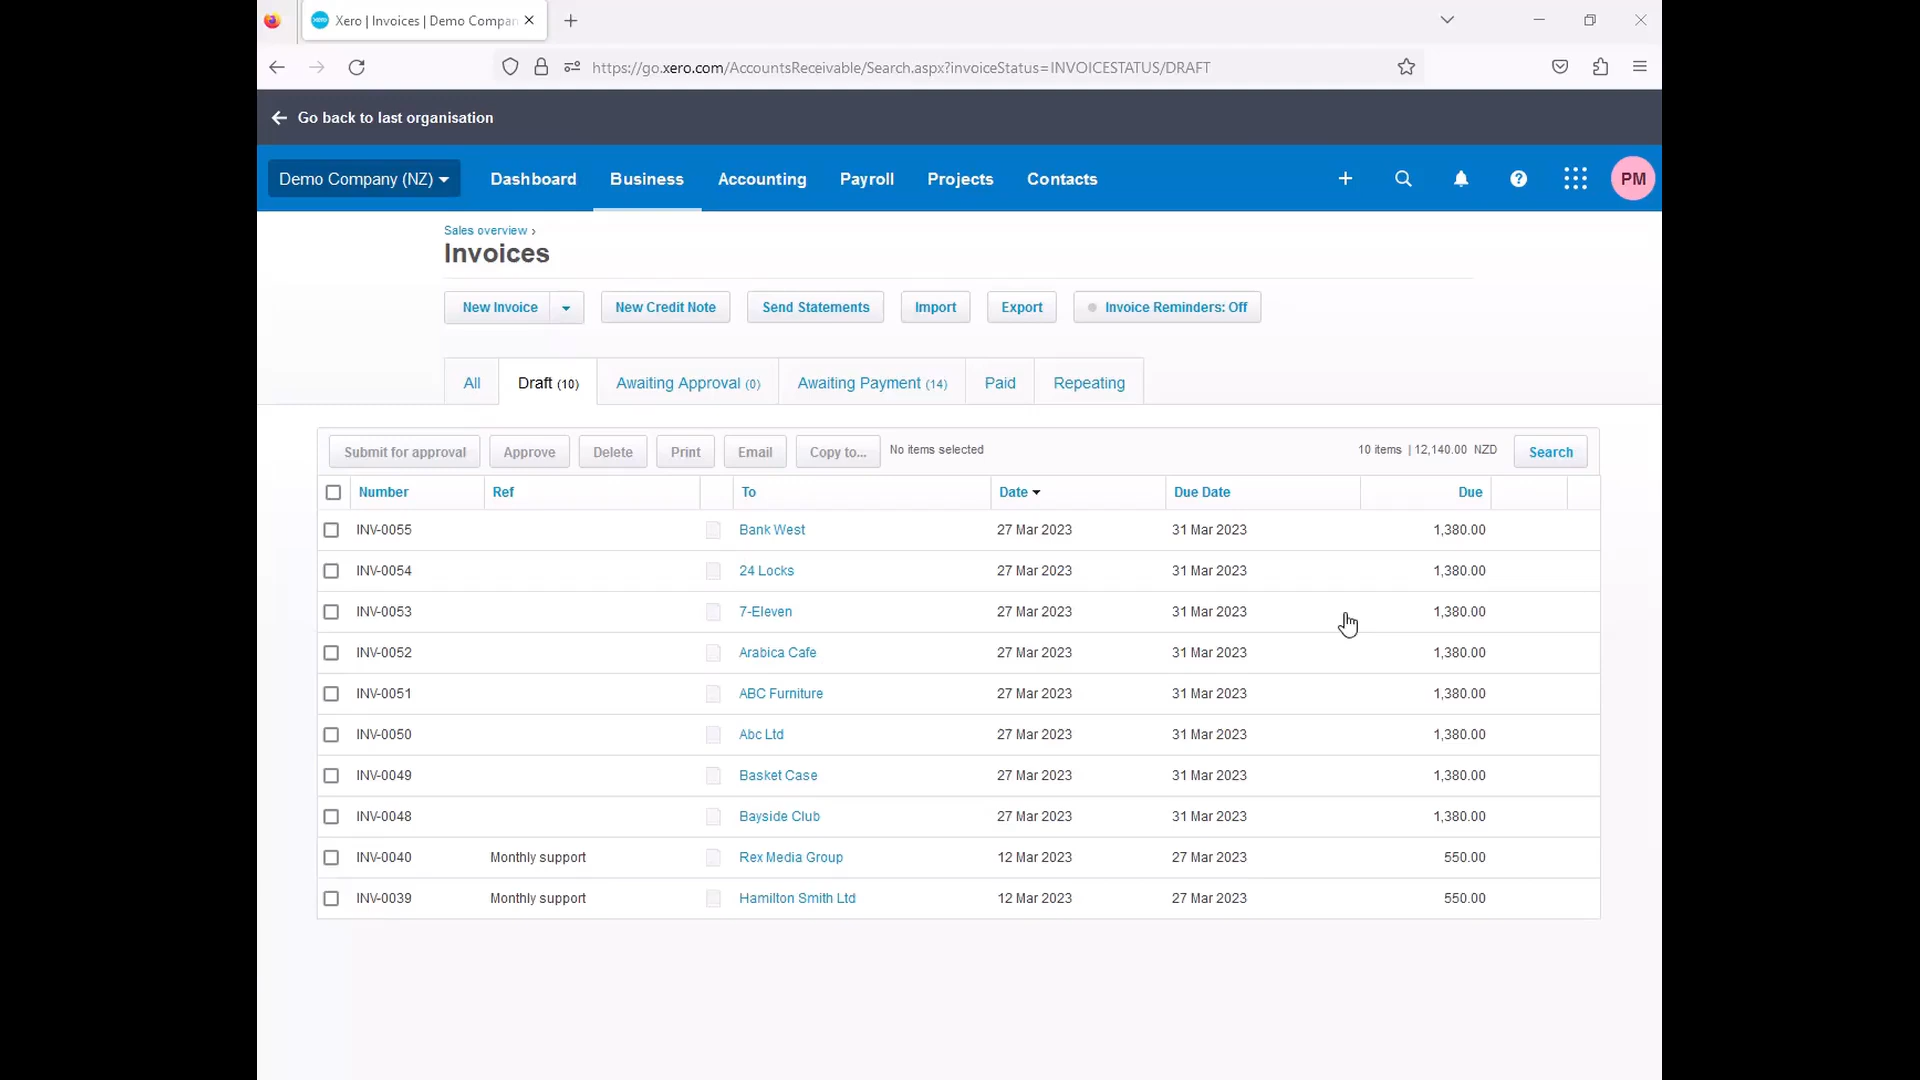 Xero | Invoices | Demo Compan
https://go.xero.com/AccountsReceivable/Search.aspx?invoiceStatus=INVOICESTATUS/DRAFT
Go back to last organisation
Demo Company (NZ) Dashboard Business Accounting Payroll Projects Contacts PM
Sales overview ›
Invoices
New Invoice New Credit Note Send Statements Import Export Invoice Reminders: Off
All Draft (10) Awaiting Approval (0) Awaiting Payment (14) Paid Repeating
Submit for approval Approve Delete Print Email Copy to... No items selected 10 items | 12,140.00 NZD Search
Number Ref To Date Due Date Due
INV-0055 Bank West 27 Mar 2023 31 Mar 2023 1,380.00
INV-0054 24 Locks 27 Mar 2023 31 Mar 2023 1,380.00
INV-0053 7-Eleven 27 Mar 2023 31 Mar 2023 1,380.00
INV-0052 Arabica Cafe 27 Mar 2023 31 Mar 2023 1,380.00
INV-0051 ABC Furniture 27 Mar 2023 31 Mar 2023 1,380.00
INV-0050 Abc Ltd 27 Mar 2023 31 Mar 2023 1,380.00
INV-0049 Basket Case 27 Mar 2023 31 Mar 2023 1,380.00
INV-0048 Bayside Club 27 Mar 2023 31 Mar 2023 1,380.00
INV-0040 Monthly support Rex Media Group 12 Mar 2023 27 Mar 2023 550.00
INV-0039 Monthly support Hamilton Smith Ltd 12 Mar 2023 27 Mar 2023 550.00